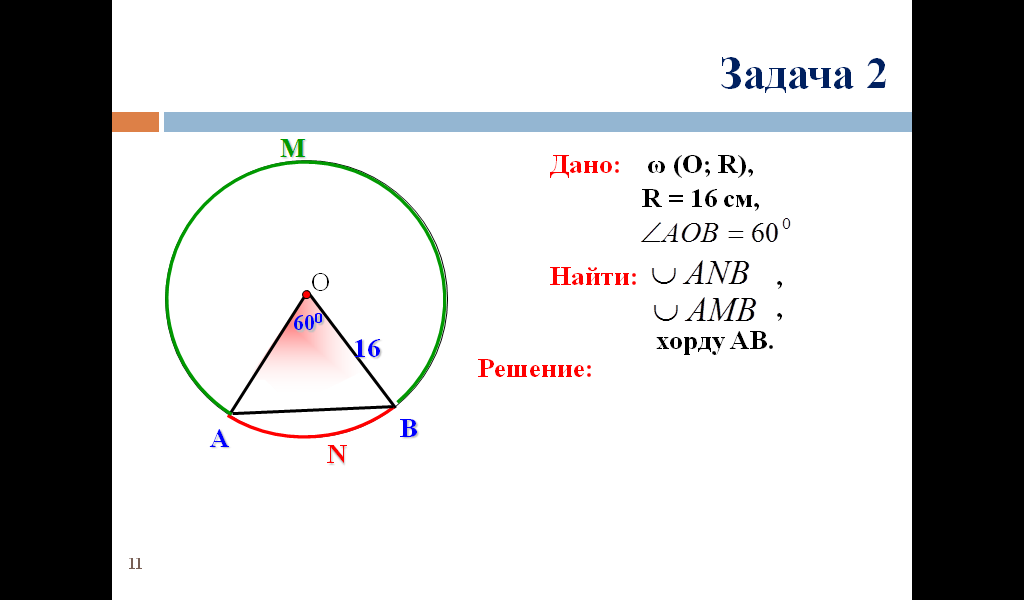 Задача 2
M
Дано: ω (O; R),
R = 16 см,
∠AOB = 60⁰
Найти: ◡ ANB ,
◡ AMB ,
хорду AB.
Решение:
O
60⁰
16
A
B
N
11